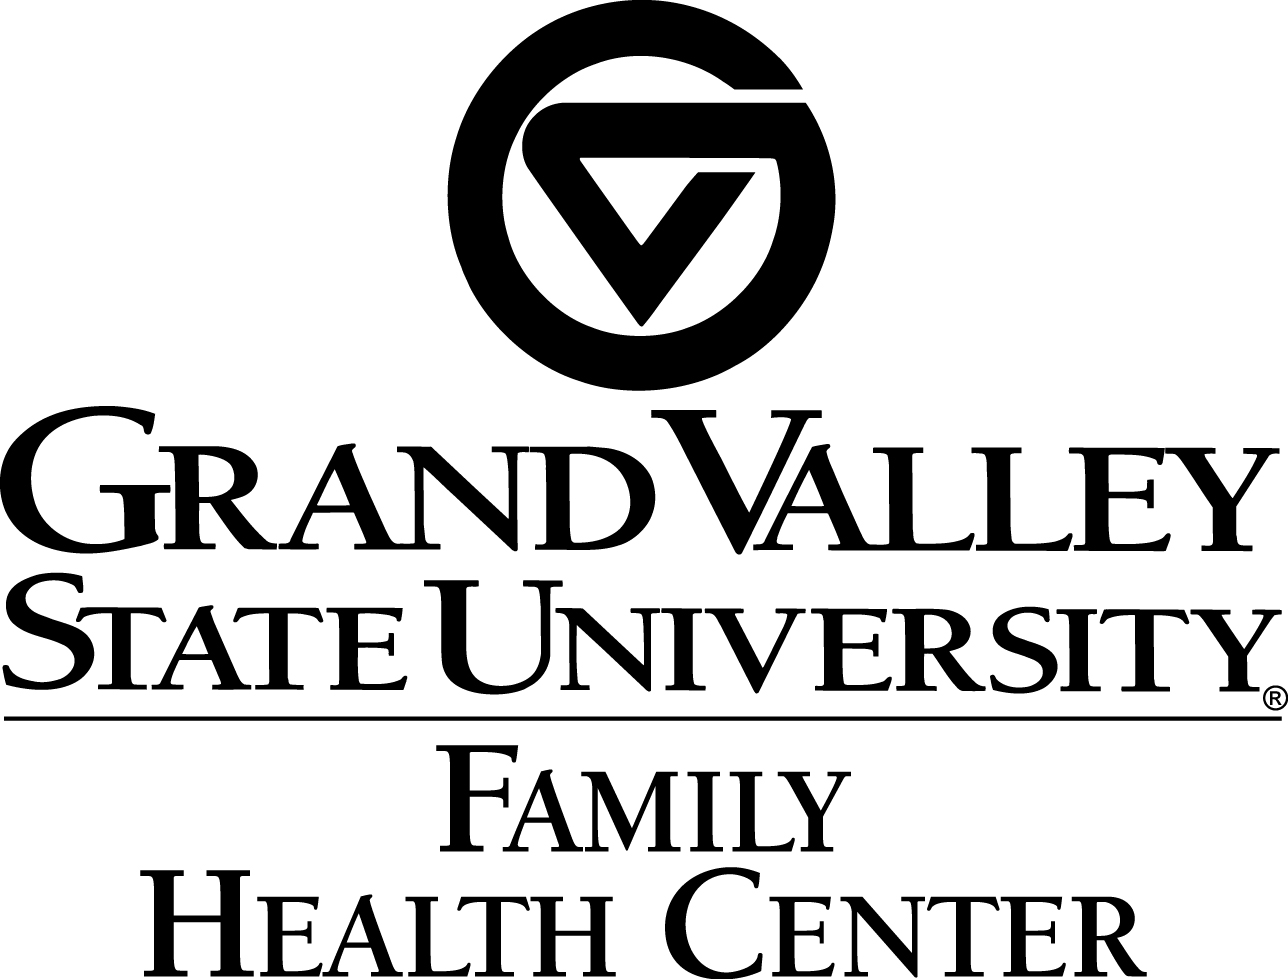 GRAND VALLEY
STATE UNIVERSITY®
FAMILY
HEALTH CENTER